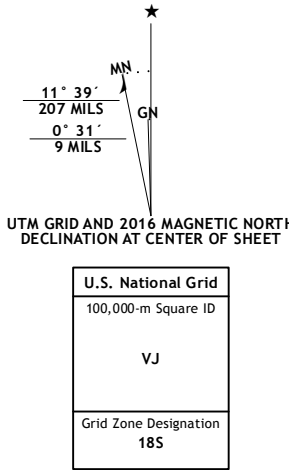 ★
MN
11° 39´
207 MILS
GN
0° 31´
9 MILS
UTM GRID AND 2016 MAGNETIC NORTH
DECLINATION AT CENTER OF SHEET
U.S. National Grid
100,000-m Square ID
VJ
Grid Zone Designation
18S